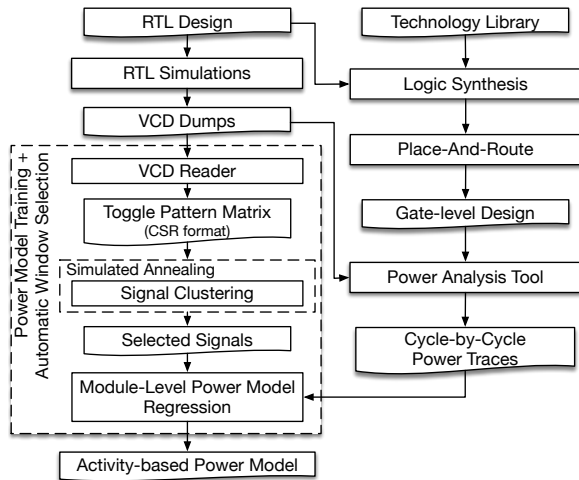 RTL Design
RTL Simulations
VCD Dumps
Power Model Training +
Automatic Window Selection
VCD Reader
Toggle Pattern Matrix
(CSR format)
Simulated Annealing
Signal Clustering
Selected Signals
Module-Level Power Model
Regression
Activity-based Power Model
Technology Library
Logic Synthesis
Place-And-Route
Gate-level Design
Power Analysis Tool
Cycle-by-Cycle
Power Traces